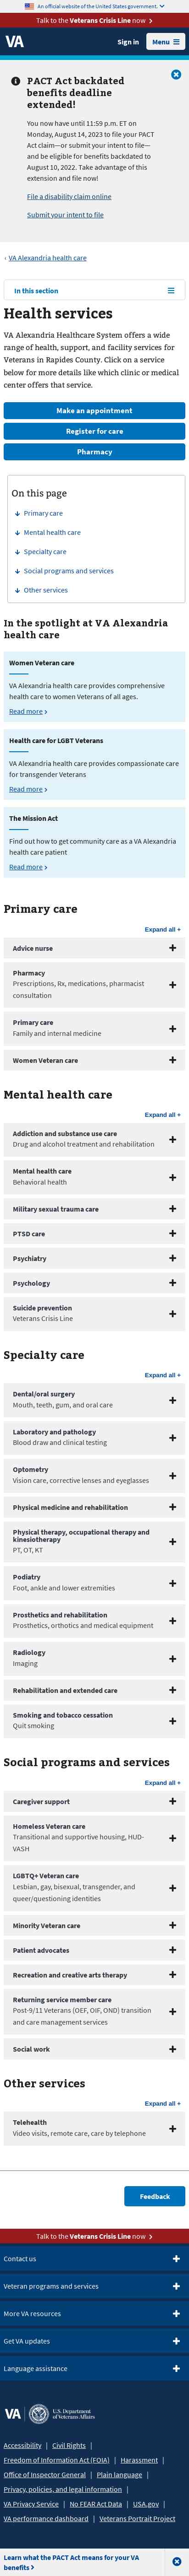 An official website of the United States government.
Talk to the Veterans Crisis Line now
VA
Sign in
Menu
PACT Act backdated
benefits deadline
extended!
You now have until 11:59 p.m. ET on
Monday, August 14, 2023 to file your PACT
Act claim—or submit your intent to file—
and be eligible for benefits backdated to
August 10, 2022. Take advantage of this
extension and file now!
File a disability claim online
Submit your intent to file
VA Alexandria health care
In this section
Health services
VA Alexandria Healthcare System offers a wide
range of health, support, and facility services for
Veterans in Rapides County. Click on a service
below for more details like condition, or medical
care offers that service.
Make an appointment
Register for care
Pharmacy
On this page
Primary care
Mental health care
Specialty care
Social programs and services
Other services
In the spotlight at VA Alexandria
health care
Women Veteran care
VA Alexandria health care provides comprehensive
health care to women Veterans of all ages.
Read more
Health care for LGBT Veterans
VA Alexandria health care provides compassionate care
for transgender Veterans
Read more
The Mission Act
Find out how to get community care as a VA Alexandria
health care patient
Read more
Primary care
Expand all +
Advice nurse
Pharmacy
Prescriptions, Rx, medications, pharmacist
consultation
Primary care
Family and internal medicine
Women Veteran care
Mental health care
Expand all +
Addiction and substance use care
Drug and alcohol treatment and rehabilitation
Mental health care
Behavioral health
Military sexual trauma care
PTSD care
Psychiatry
Psychology
Suicide prevention
Veterans Crisis Line
Specialty care
Expand all +
Dental/oral surgery
Mouth, teeth, gum, and oral care
Laboratory and pathology
Blood draw and clinical testing
Optometry
Vision care, corrective lenses and eyeglasses
Physical medicine and rehabilitation
Physical therapy, occupational therapy and
kinesiotherapy
PT, OT, KT
Podiatry
Foot, ankle and lower extremities
Prosthetics and rehabilitation
Prosthetics, orthotics and medical equipment
Radiology
Imaging
Rehabilitation and extended care
Smoking and tobacco cessation
Quit smoking
Social programs and services
Expand all +
Caregiver support
Homeless Veteran care
Transitional and supportive housing, HUD-
VASH
LGBTQ+ Veteran care
Lesbian, gay, bisexual, transgender, and
queer/questioning identities
Minority Veteran care
Patient advocates
Recreation and creative arts therapy
Returning service member care
Post-9/11 Veterans (OEF, OIF, OND) transition
and care management services
Social work
Other services
Expand all +
Telehealth
Video visits, remote care, care by telephone
Feedback
Talk to the Veterans Crisis Line now
Contact us
Veteran programs and services
More VA resources
Get VA updates
Language assistance
VA
U.S. Department
of Veterans Affairs
Accessibility | Civil Rights |
Freedom of Information Act (FOIA) | Harassment |
Office of Inspector General | Plain language |
Privacy, policies, and legal information |
VA Privacy Service | No FEAR Act Data | USA.gov |
VA performance dashboard | Veterans Portrait Project
Learn what the PACT Act means for your VA
benefits